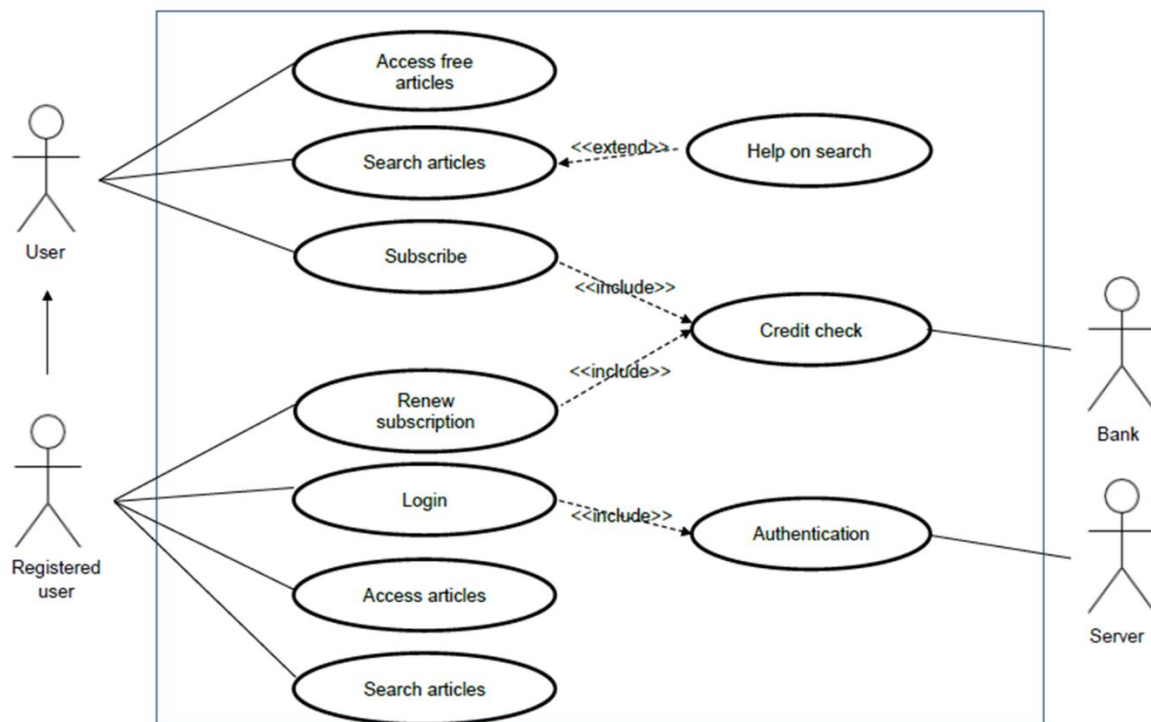 Access free
articles
Search articles
<<extend>>
Help on search
User
Subscribe
<<include>>
Credit check
<<include>>
Renew
subscription
Bank
Login
<<include>>
Authentication
Registered
user
Access articles
Server
Search articles